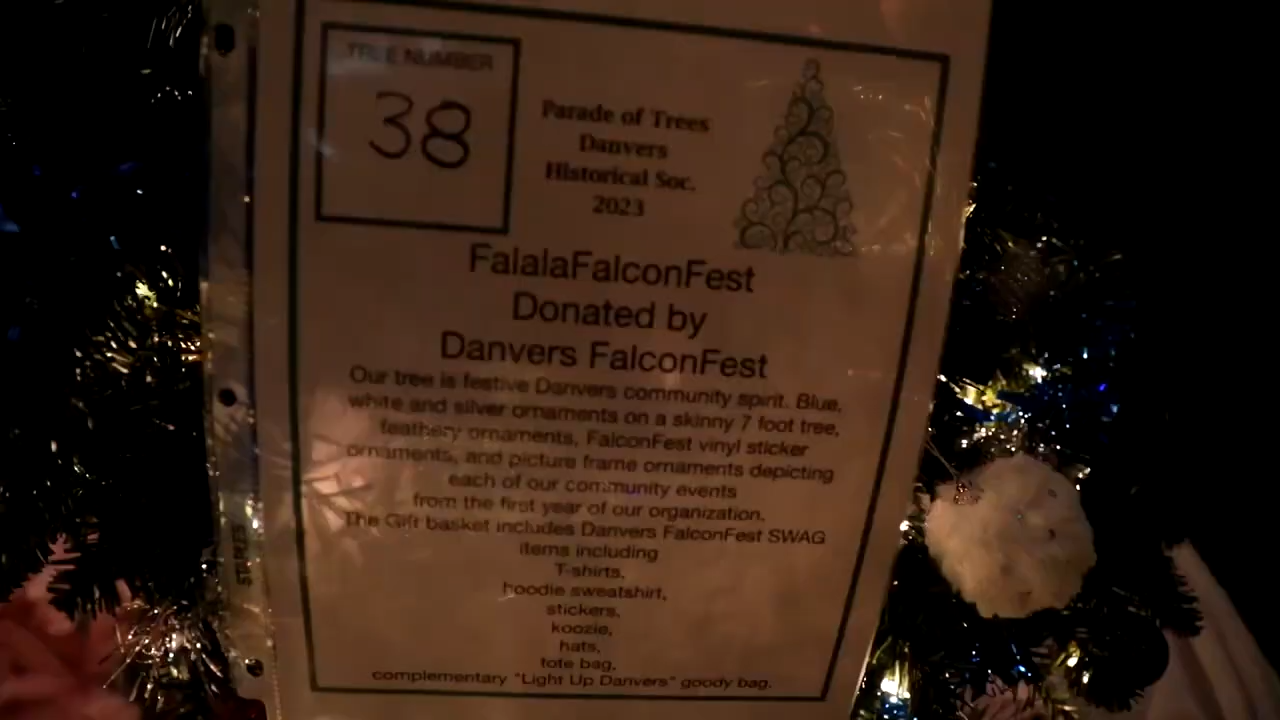 TREE NUMBER
38
Parade of Trees
Danvers
Historical Soc.
2023
FalalaFalconFest
Donated by
Danvers FalconFest
Our tree is festive Danvers community spirit. Blue,
white and silver ornaments on a skinny 7 foot tree,
feathery ornaments, FalconFest vinyl sticker
ornaments, and picture frame ornaments depicting
each of our community events
from the first year of our organization.
The Gift basket includes Danvers FalconFest SWAG
items including
T-shirts,
hoodie sweatshirt,
stickers,
koozie,
hats,
tote bag,
complementary "Light Up Danvers" goody bag.